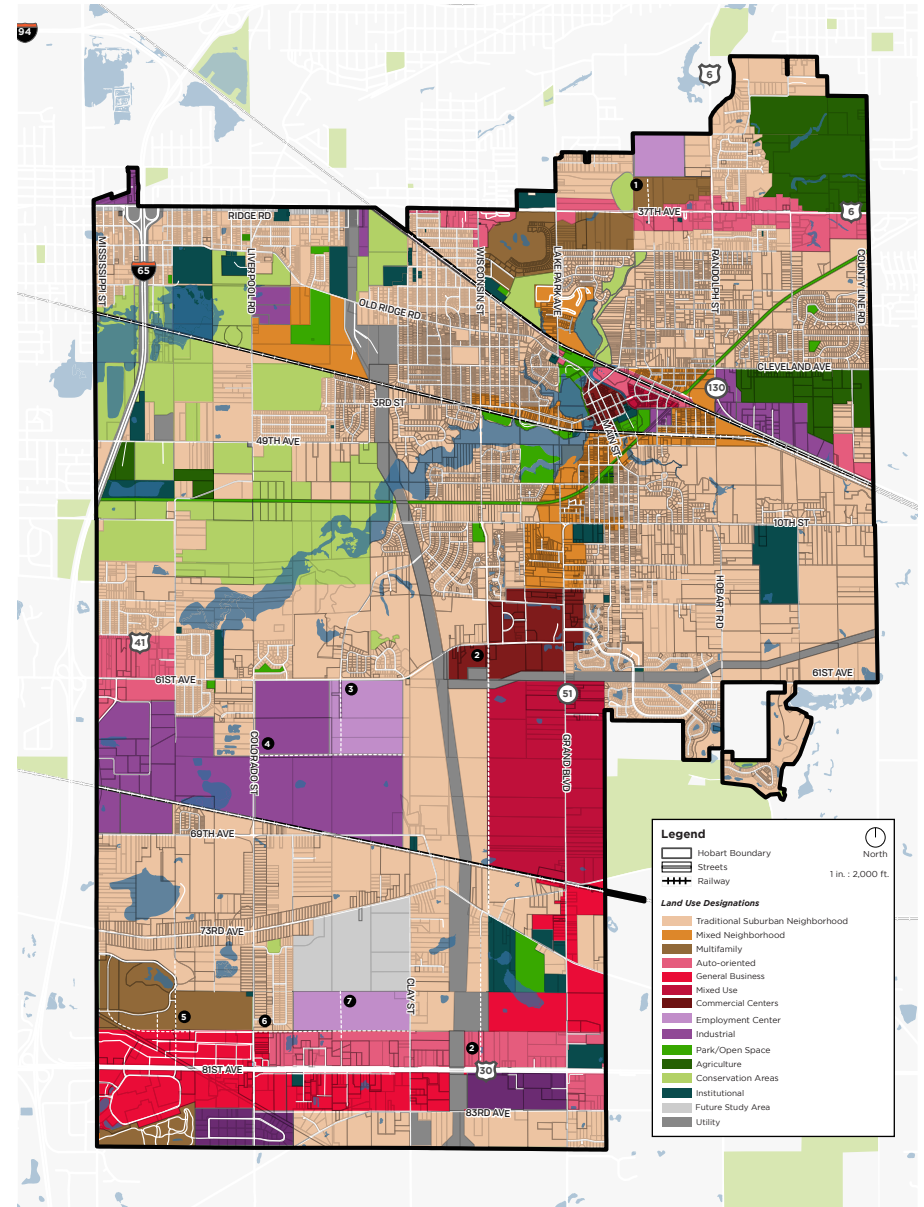 94
6
1
37TH AVE
6
RIDGE RD
MISSISSIPPI ST
65
LIVERPOOL RD
WISCONSIN ST
LAKE PARK AVE
RANDOLPH ST
COUNTY LINE RD
OLD RIDGE RD
CLEVELAND AVE
130
3RD ST
MAIN ST
49TH AVE
10TH ST
HOBART RD
41
2
61ST AVE
61ST AVE
3
51
4
COLORADO ST
GRAND BLVD
69TH AVE
73RD AVE
CLAY ST
7
5
6
2
81ST AVE
30
83RD AVE
Legend
North
1 in. : 2,000 ft.
Hobart Boundary
Streets
Railway
Land Use Designations
Traditional Suburban Neighborhood
Mixed Neighborhood
Multifamily
Auto-oriented
General Business
Mixed Use
Commercial Centers
Employment Center
Industrial
Park/Open Space
Agriculture
Conservation Areas
Institutional
Future Study Area
Utility